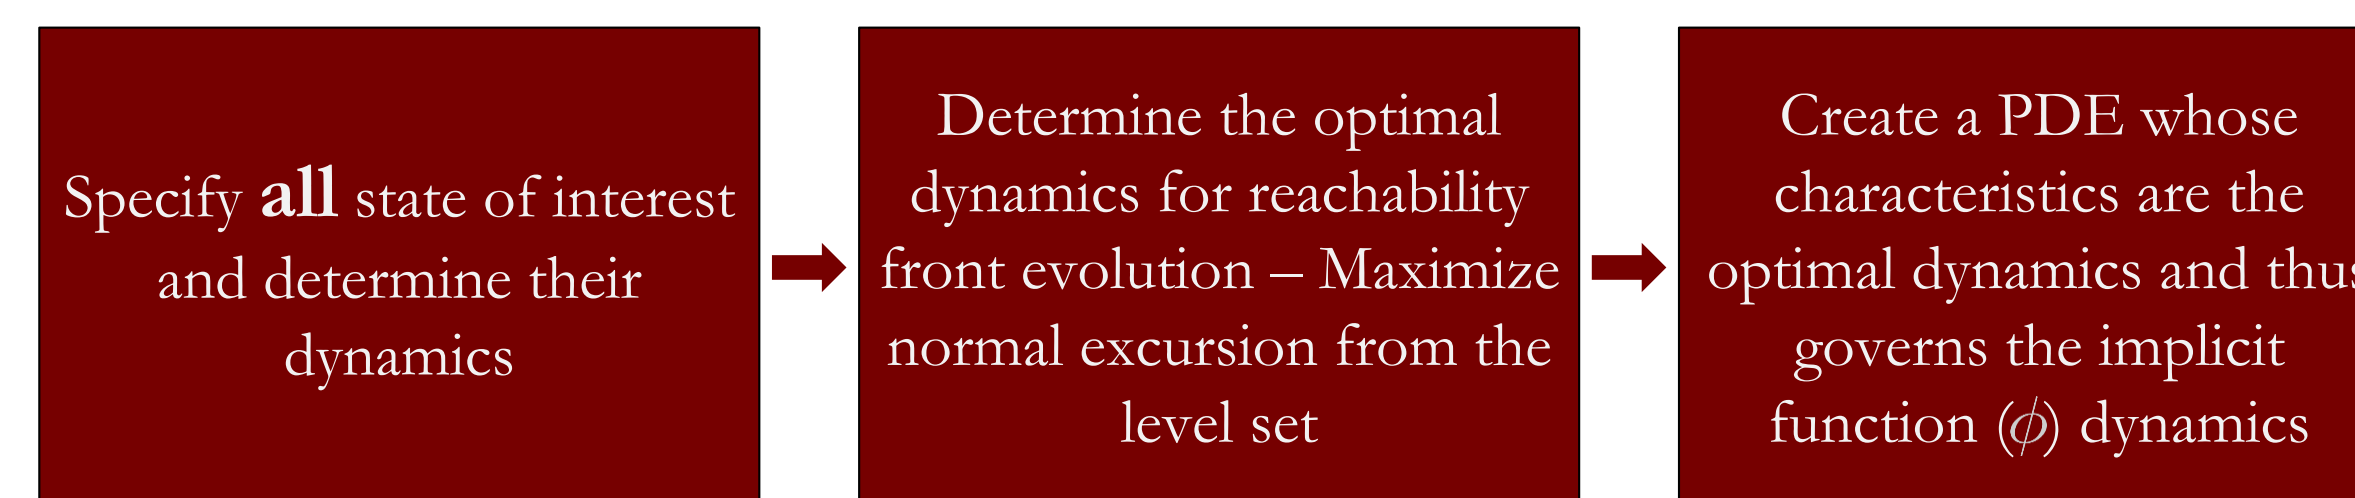 Specify all state of interest
and determine their
dynamics
Determine the optimal
dynamics for reachability
front evolution – Maximize
normal excursion from the
level set
Create a PDE whose
characteristics are the
optimal dynamics and thus
governs the implicit
function (ϕ) dynamics